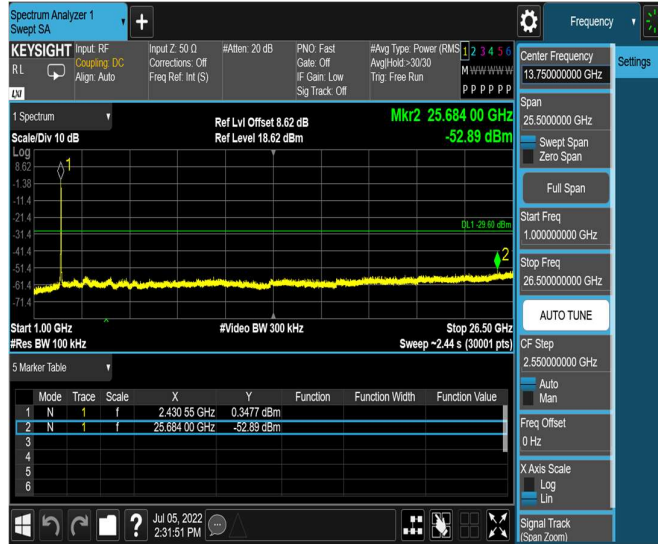 Spectrum Analyzer 1
Swept SA
Frequency
KEYSIGHT
RL
LXI
Input: RF
Coupling: DC
Align: Auto
Input Z: 50 Ω
Corrections: Off
Freq Ref: Int (S)
#Atten: 20 dB
PNO: Fast
Gate: Off
IF Gain: Low
Sig Track: Off
#Avg Type: Power (RMS
Avg|Hold:>30/30
Trig: Free Run
1 2 3 4 5 6
M W W W W W
P P P P P P
1 Spectrum
Scale/Div 10 dB
Ref Lvl Offset 8.62 dB
Ref Level 18.62 dBm
Mkr2 25.684 00 GHz
-52.89 dBm
Log
8.62
-1.38
-11.4
-21.4
-31.4
-41.4
-51.4
-61.4
-71.4
1
DL1 -29.60 dBm
2
Start 1.00 GHz
#Res BW 100 kHz
#Video BW 300 kHz
Stop 26.50 GHz
Sweep ~2.44 s (30001 pts)
5 Marker Table
Mode Trace Scale X Y Function Function Width Function Value
1 N 1 f 2.430 55 GHz 0.3477 dBm
2 N 1 f 25.684 00 GHz -52.89 dBm
3
4
5
6
Jul 05, 2022
2:31:51 PM
Center Frequency
13.750000000 GHz
Settings
Span
25.5000000 GHz
Swept Span
Zero Span
Full Span
Start Freq
1.000000000 GHz
Stop Freq
26.500000000 GHz
AUTO TUNE
CF Step
2.550000000 GHz
Auto
Man
Freq Offset
0 Hz
X Axis Scale
Log
Lin
Signal Track
(Span Zoom)